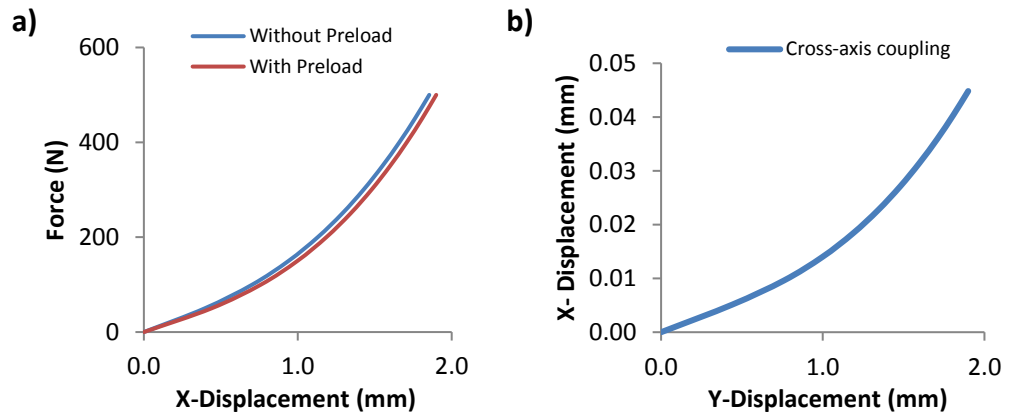 a)
Without Preload
With Preload
600
400
200
0
Force (N)
0.0 1.0 2.0
X-Displacement (mm)
b)
Cross-axis coupling
0.05
0.04
0.03
0.02
0.01
0.00
X- Displacement (mm)
0.0 1.0 2.0
Y-Displacement (mm)